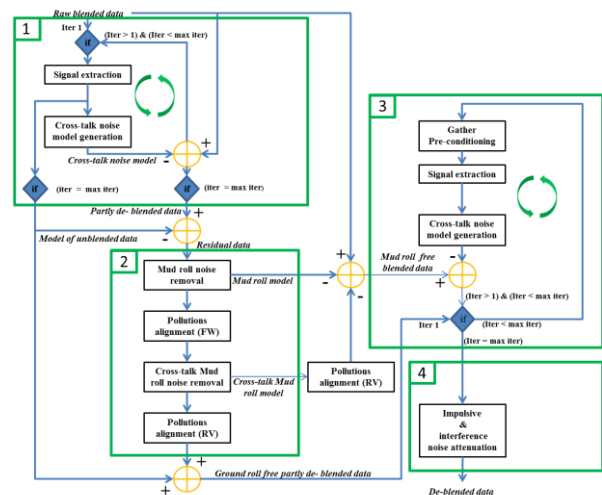 Raw blended data
1
Iter 1
(Iter > 1) & (Iter < max iter)
if
Signal extraction
Cross-talk noise
model generation
Cross-talk noise model
+
-
if
(iter = max iter)
if
(iter = max iter)
Partly de- blended data
+
-
Model of unblended data
Residual data
2
Mud roll noise
removal
Mud roll model
Pollutions
alignment (FW)
Cross-talk Mud
roll noise removal
Cross-talk Mud
roll model
Pollutions
alignment (RV)
Pollutions
alignment (RV)
+
-
-
Mud roll free
blended data
+
+
Ground roll free partly de- blended data
3
Gather
Pre-conditioning
Signal extraction
Cross-talk noise
model generation
-
+
(Iter > 1) & (Iter < max iter)
Iter 1
if
(Iter < max iter)
(Iter = max iter)
4
Impulsive
&
interference
noise attenuation
De-blended data